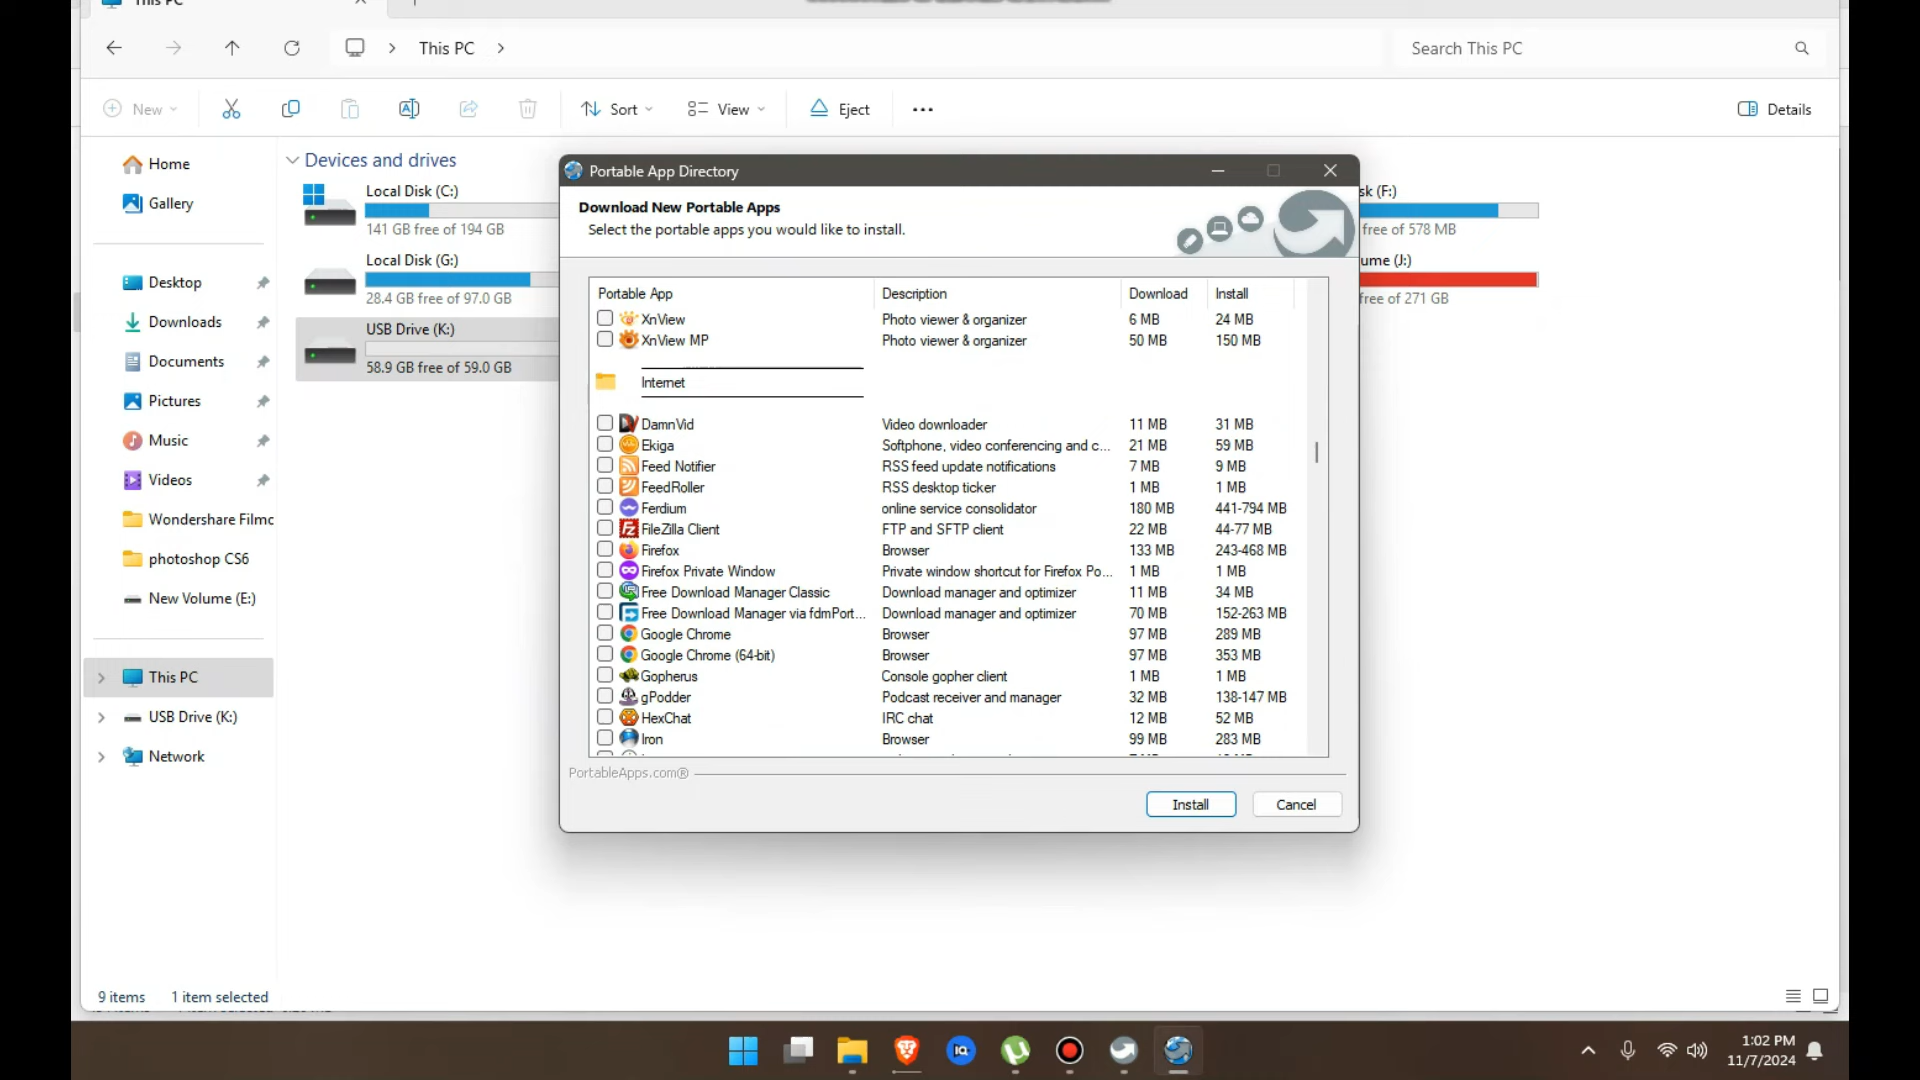 This PC
This PC
Search This PC
New
Sort
View
Eject
Details
Home
Gallery
Desktop
Downloads
Documents
Pictures
Music
Videos
Wondershare Filmc
photoshop CS6
New Volume (E:)
This PC
USB Drive (K:)
Network
Devices and drives
Local Disk (C:)
141 GB free of 194 GB
Local Disk (G:)
28.4 GB free of 97.0 GB
USB Drive (K:)
58.9 GB free of 59.0 GB
sk (F:)
free of 578 MB
ume (J:)
free of 271 GB
Portable App Directory
Download New Portable Apps
Select the portable apps you would like to install.
Portable App Description Download Install
XnView Photo viewer & organizer 6 MB 24 MB
XnView MP Photo viewer & organizer 50 MB 150 MB
Internet
DamnVid Video downloader 11 MB 31 MB
Ekiga Softphone, video conferencing and c... 21 MB 59 MB
Feed Notifier RSS feed update notifications 7 MB 9 MB
FeedRoller RSS desktop ticker 1 MB 1 MB
Ferdium online service consolidator 180 MB 441-794 MB
FileZilla Client FTP and SFTP client 22 MB 44-77 MB
Firefox Browser 133 MB 243-468 MB
Firefox Private Window Private window shortcut for Firefox Po... 1 MB 1 MB
Free Download Manager Classic Download manager and optimizer 11 MB 34 MB
Free Download Manager via fdmPort... Download manager and optimizer 70 MB 152-263 MB
Google Chrome Browser 97 MB 289 MB
Google Chrome (64-bit) Browser 97 MB 353 MB
Gopherus Console gopher client 1 MB 1 MB
gPodder Podcast receiver and manager 32 MB 138-147 MB
HexChat IRC chat 12 MB 52 MB
Iron Browser 99 MB 283 MB
PortableApps.com®
Install
Cancel
9 items 1 item selected
1:02 PM
11/7/2024